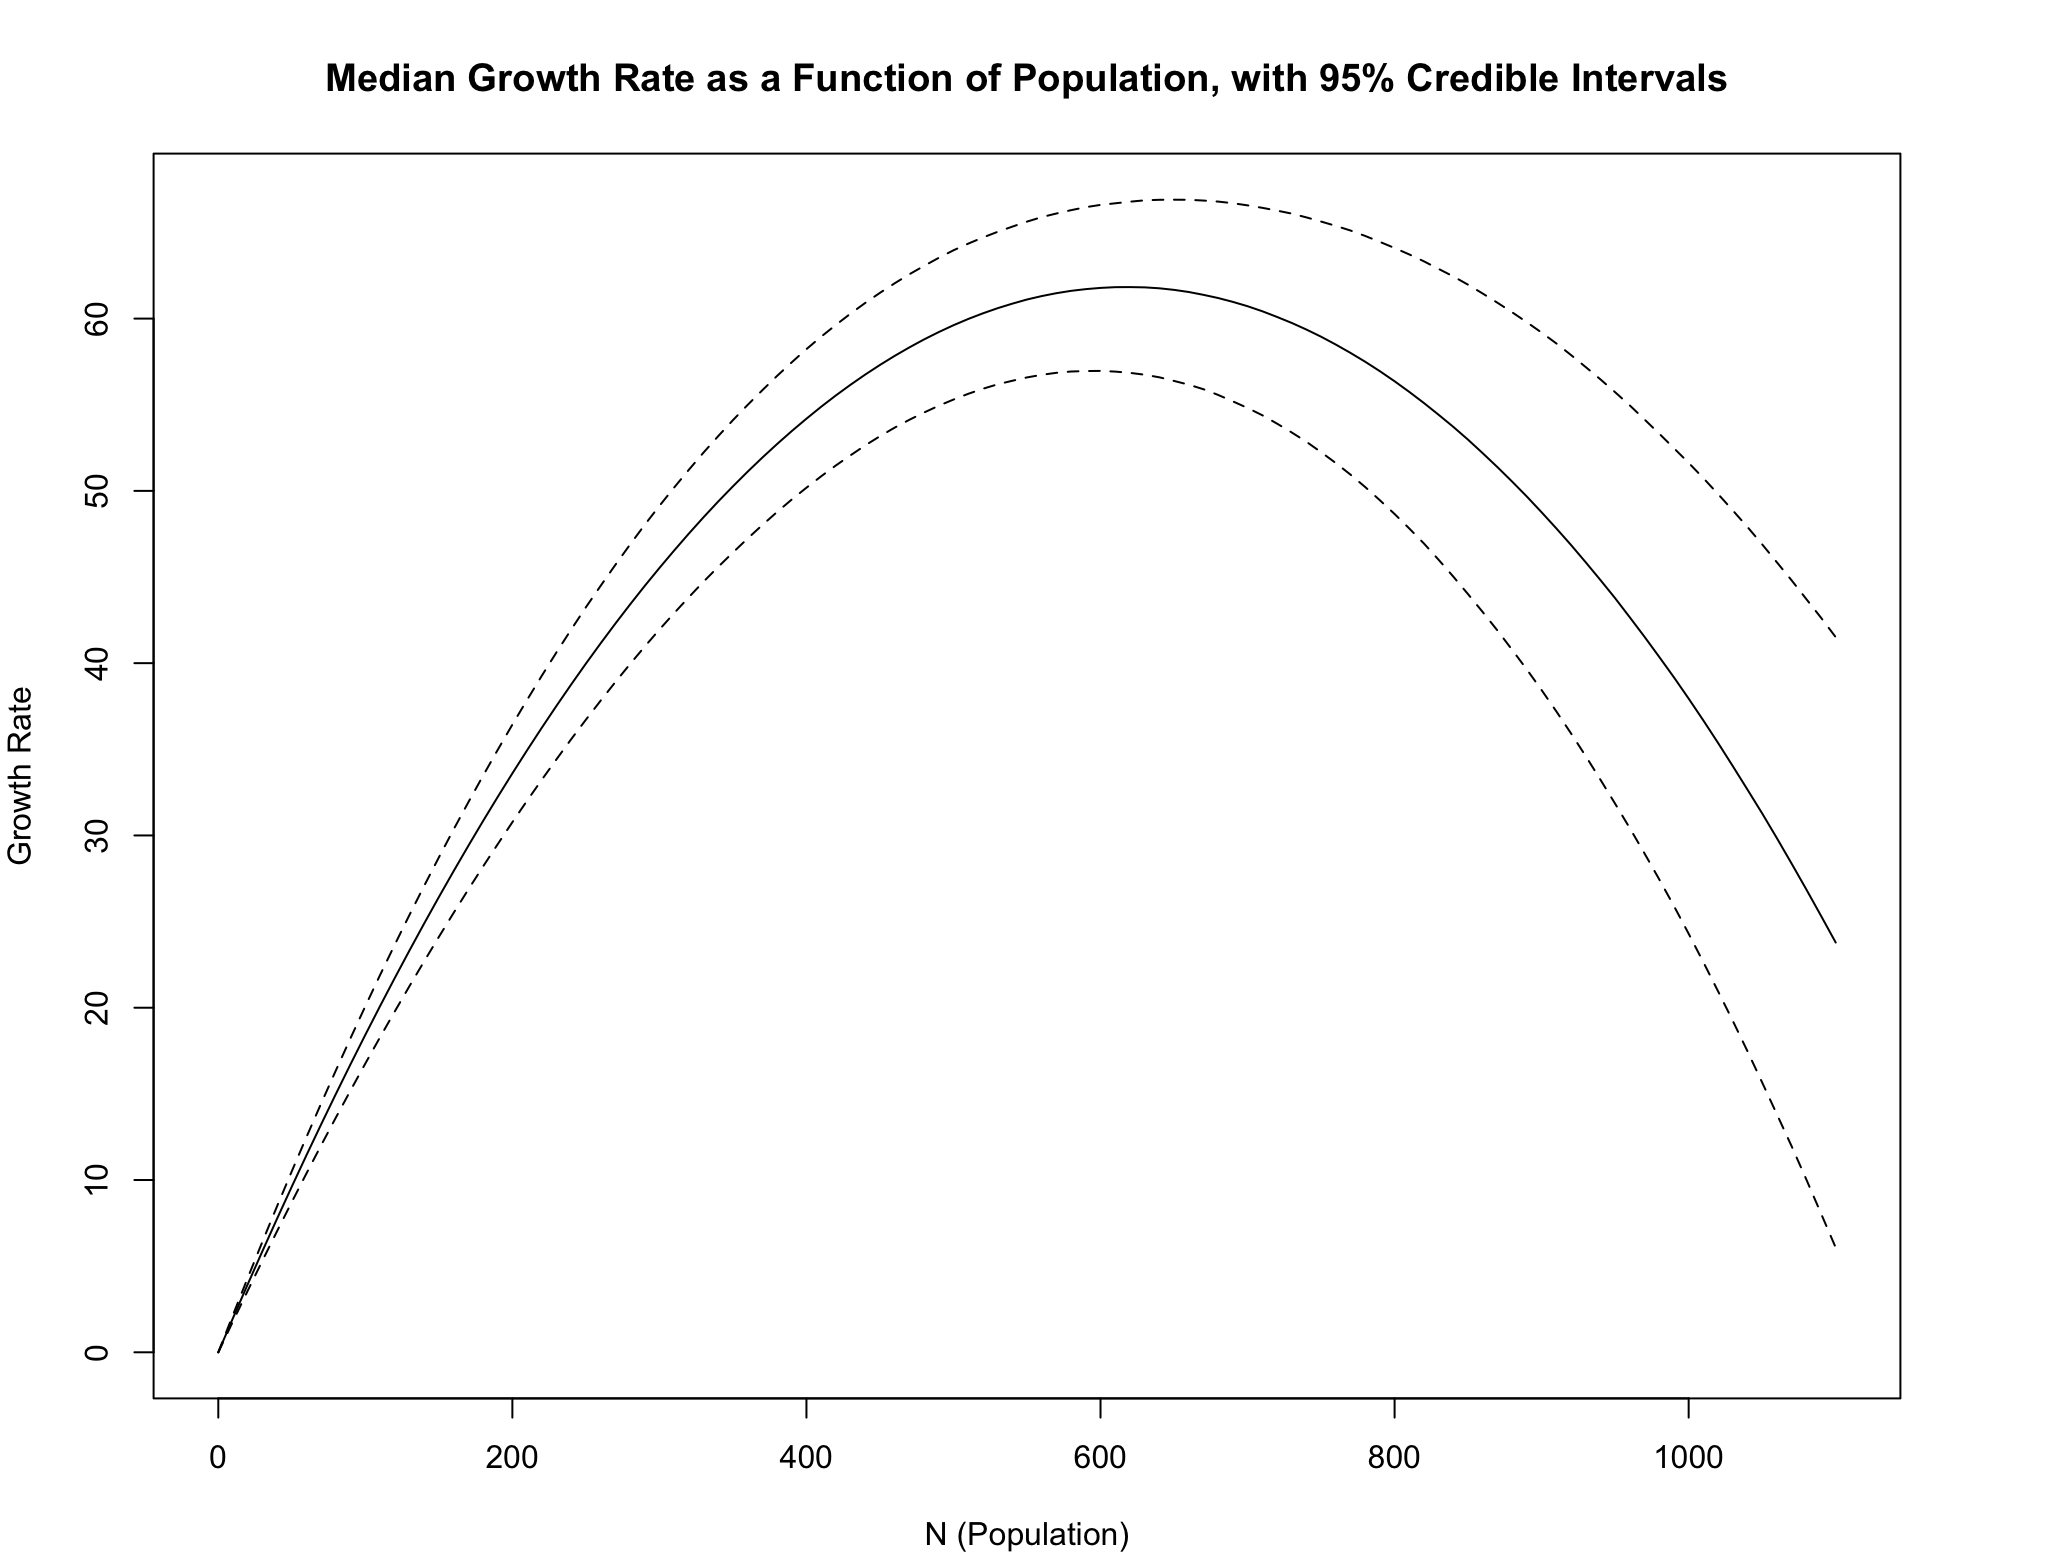 Median Growth Rate as a Function of Population, with 95% Credible Intervals
Growth Rate
60
50
40
30
20
10
0
0 200 400 600 800 1000
N (Population)